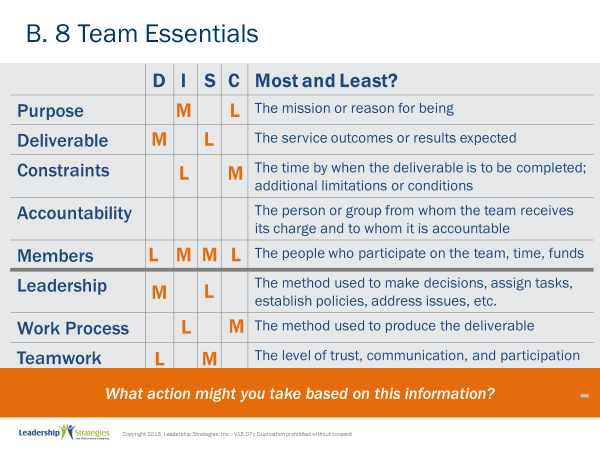 B. 8 Team Essentials
D I S C Most and Least?
Purpose M L The mission or reason for being
Deliverable M L The service outcomes or results expected
Constraints L M The time by when the deliverable is to be completed;
additional limitations or conditions
Accountability The person or group from whom the team receives
its charge and to whom it is accountable
Members L M M L The people who participate on the team, time, funds
Leadership M L The method used to make decisions, assign tasks,
establish policies, address issues, etc.
Work Process L M The method used to produce the deliverable
Teamwork L M The level of trust, communication, and participation
What action might you take based on this information?
Leadership Strategies
The Facilitation Company
Copyright 2015, Leadership Strategies, Inc. - V15.07c Duplication prohibited without consent